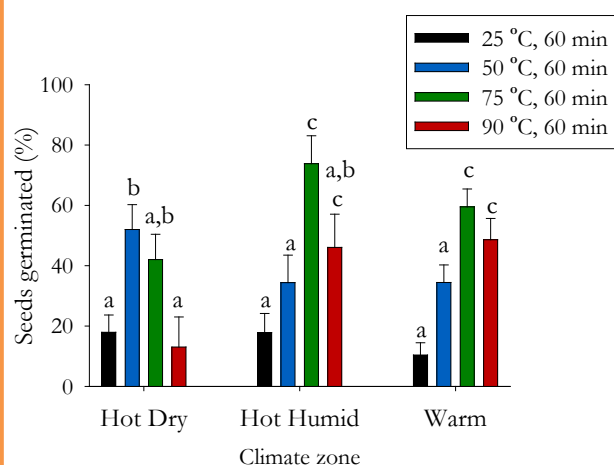 25 °C, 60 min
50 °C, 60 min
75 °C, 60 min
90 °C, 60 min
Seeds germinated (%)
100
80
60
40
20
0
a
b
a,b
a
a
a
c
a,b
c
a
a
c
c
Hot Dry
Hot Humid
Warm
Climate zone